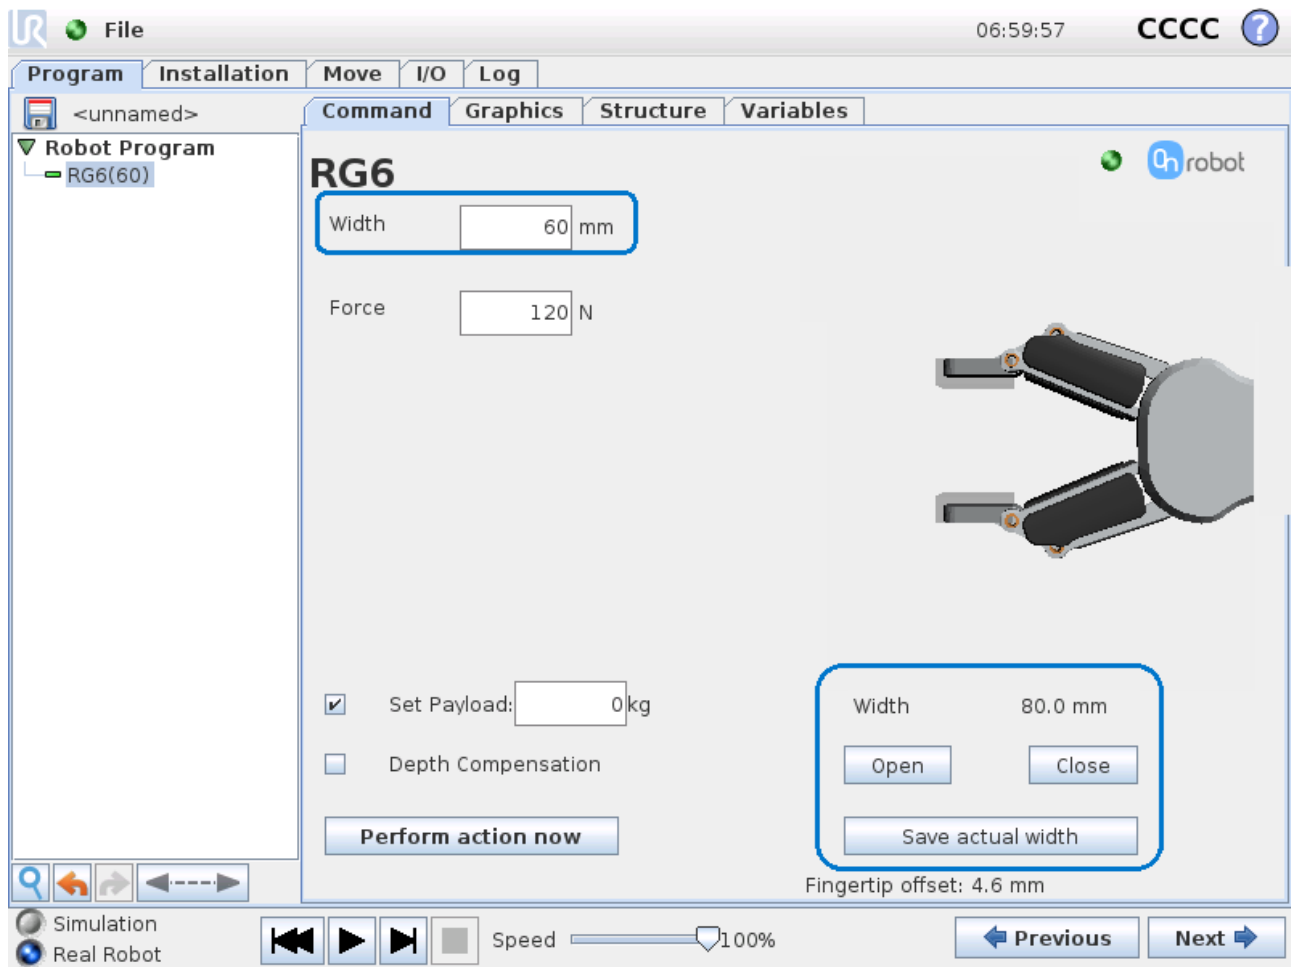 UR File 06:59:57 CCCC ?
Program Installation Move I/O Log
<unnamed> Command Graphics Structure Variables
Robot Program
RG6(60)
RG6
On robot
Width 60 mm
Force 120 N
Set Payload: 0 kg
Width 80.0 mm
Depth Compensation
Open Close
Perform action now
Save actual width
Fingertip offset: 4.6 mm
Simulation
Real Robot
Speed 100%
Previous Next